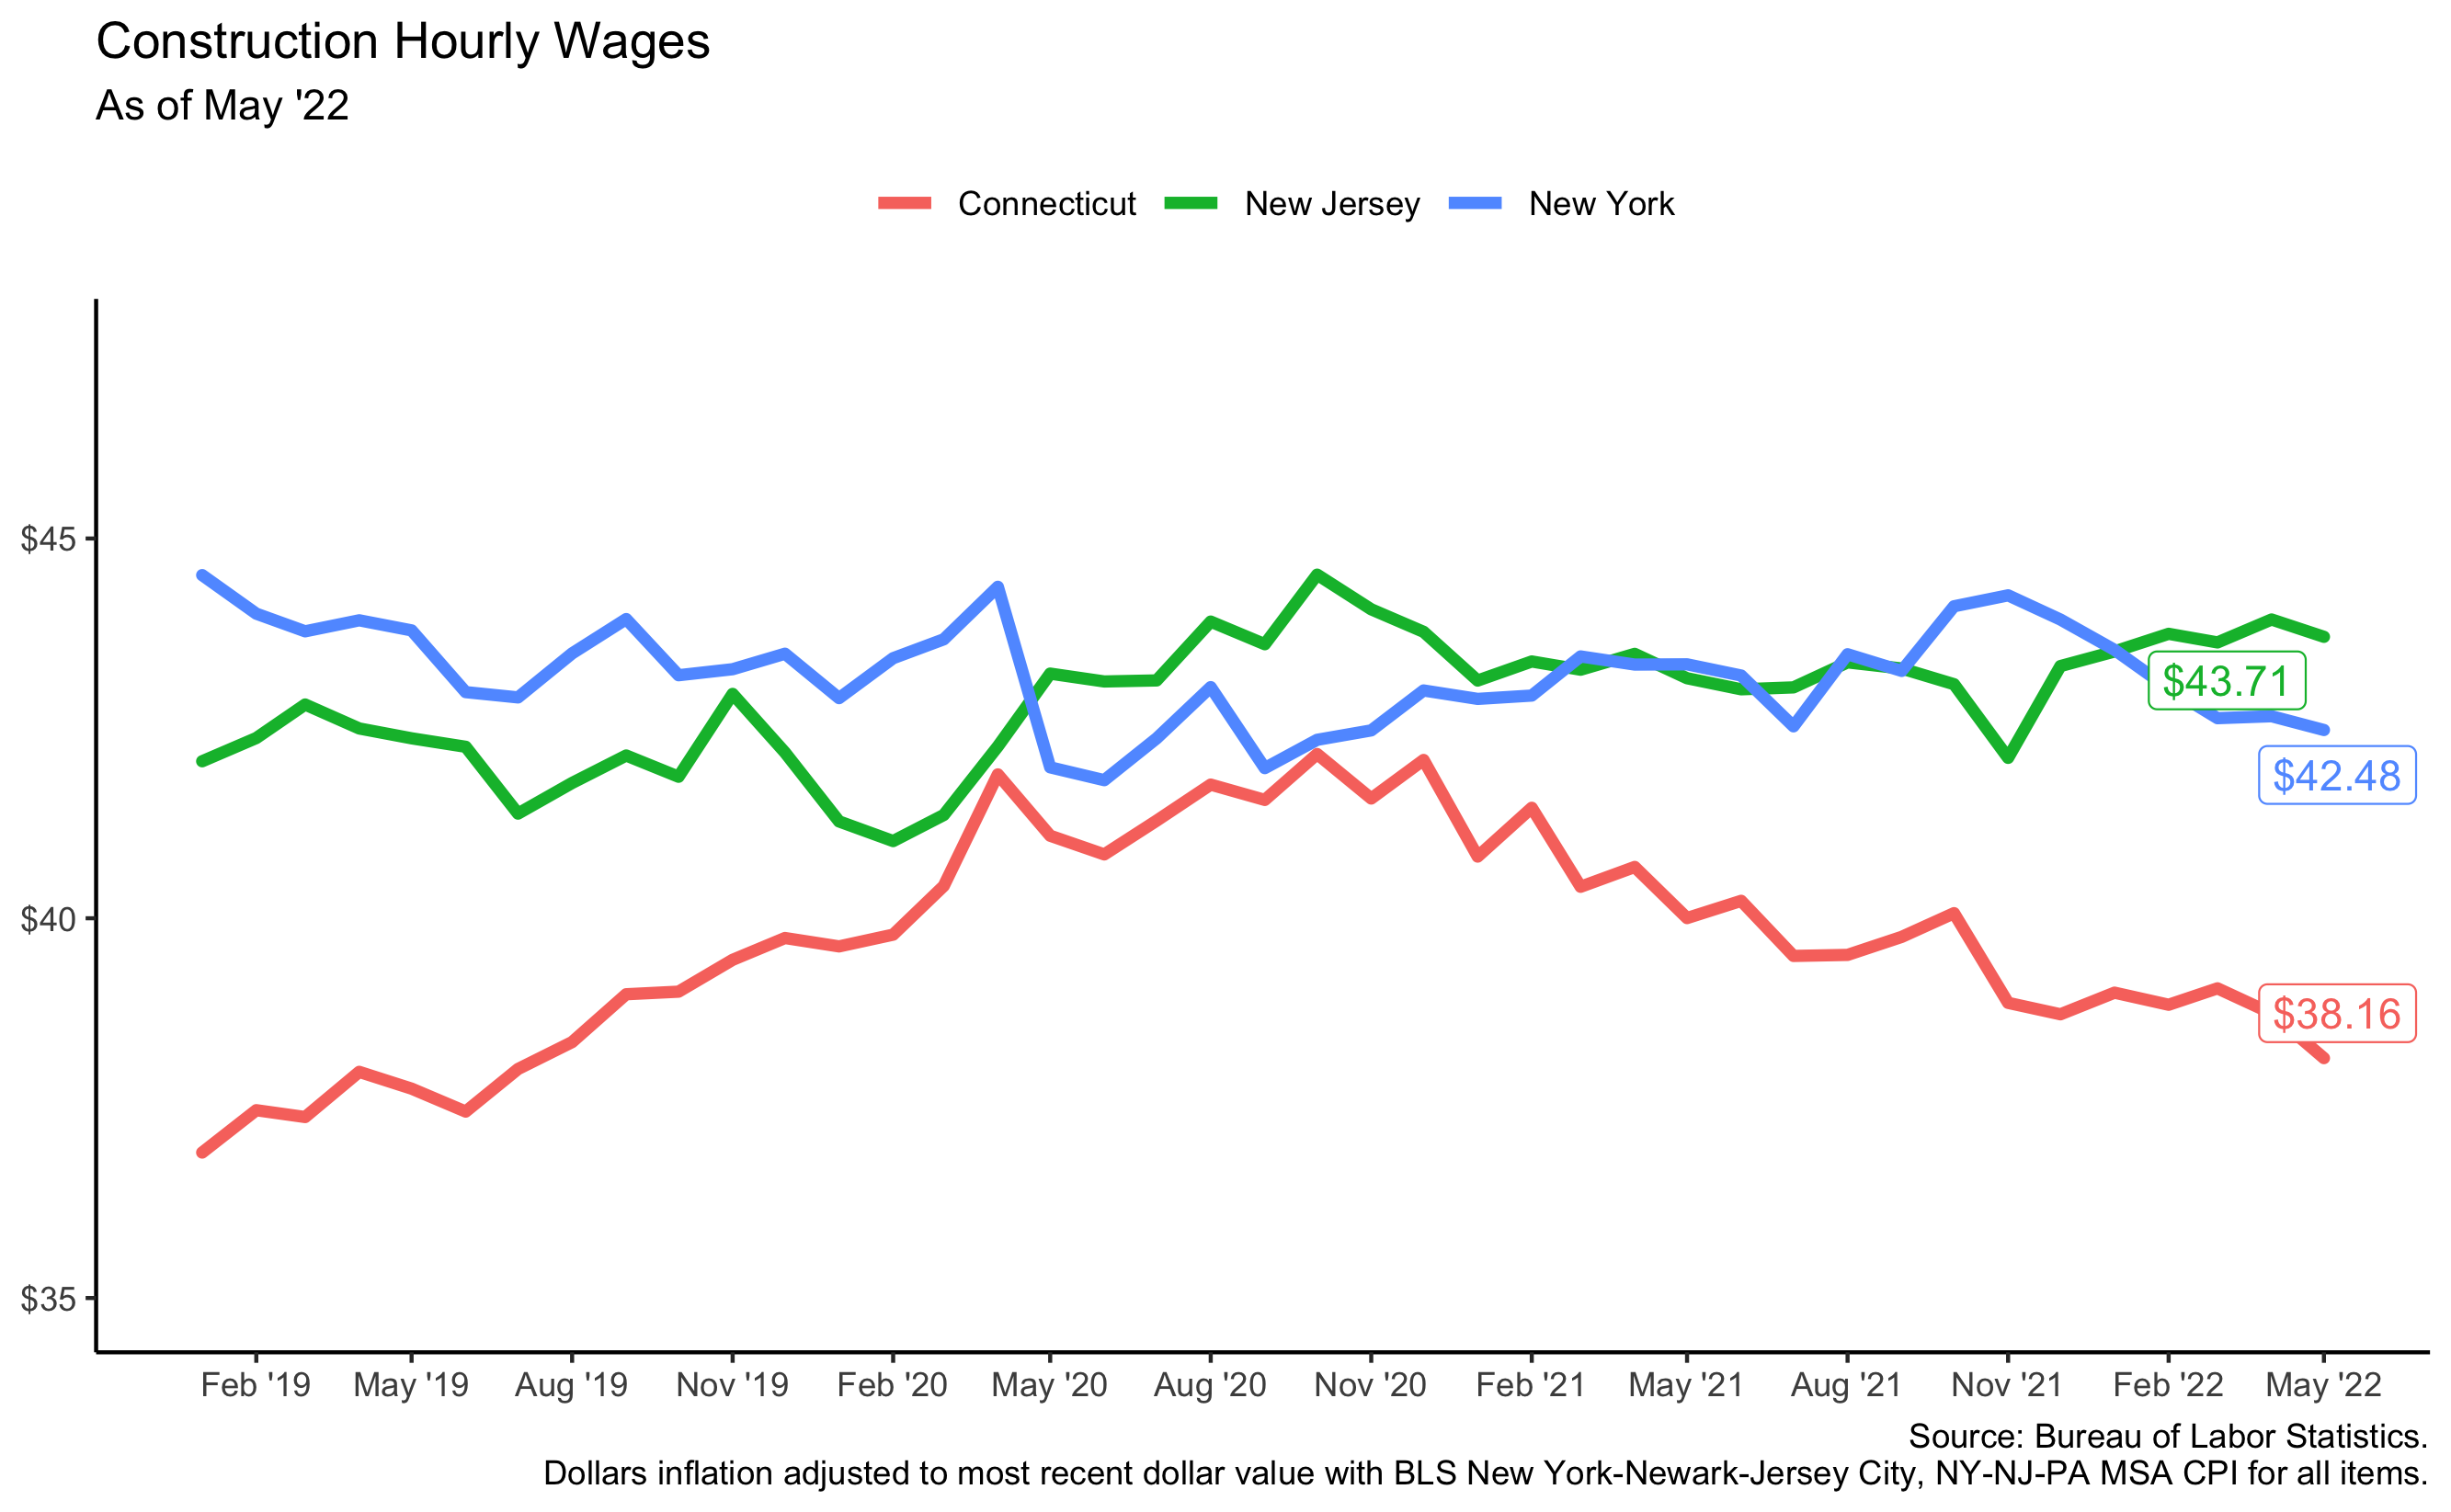 Construction Hourly Wages
As of May '22
Connecticut New Jersey New York
$45
$40
$35
$43.71
$42.48
$38.16
Feb '19 May '19 Aug '19 Nov '19 Feb '20 May '20 Aug '20 Nov '20 Feb '21 May '21 Aug '21 Nov '21 Feb '22 May '22
Source: Bureau of Labor Statistics.
Dollars inflation adjusted to most recent dollar value with BLS New York-Newark-Jersey City, NY-NJ-PA MSA CPI for all items.